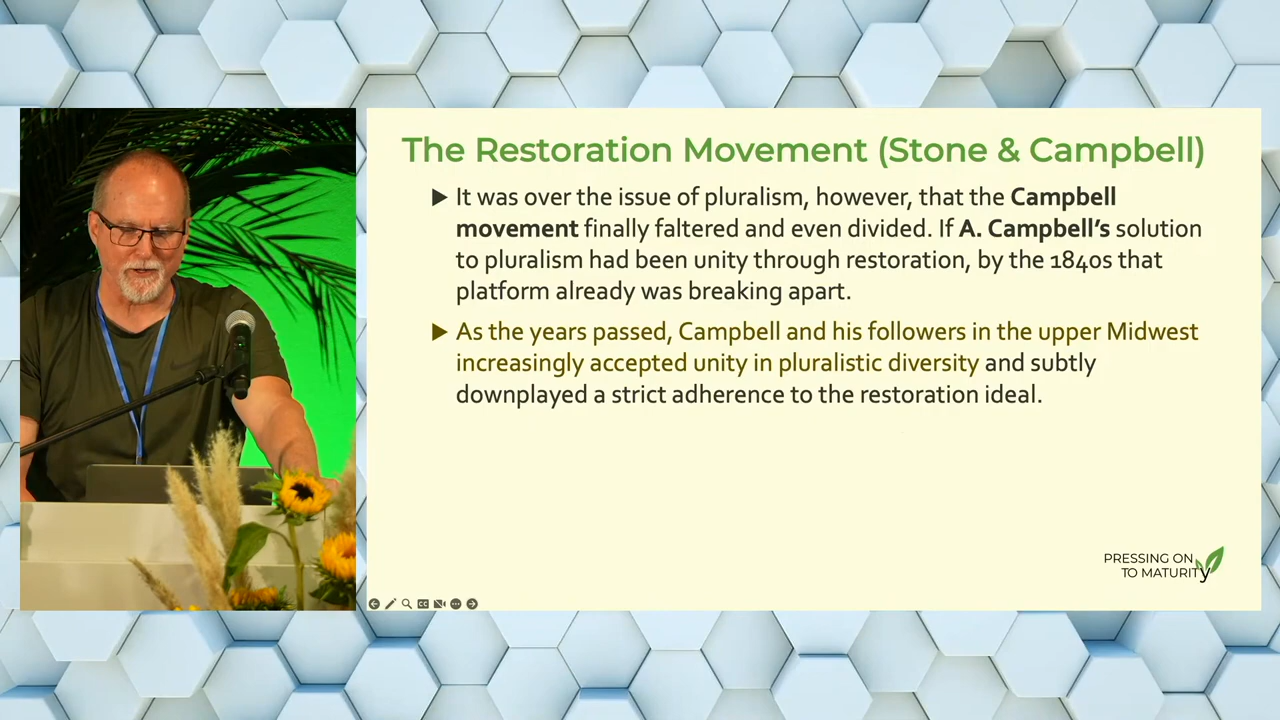 The Restoration Movement (Stone & Campbell)
It was over the issue of pluralism, however, that the Campbell
movement finally faltered and even divided. If A. Campbell's solution
to pluralism had been unity through restoration, by the 1840s that
platform already was breaking apart.
As the years passed, Campbell and his followers in the upper Midwest
increasingly accepted unity in pluralistic diversity and subtly
downplayed a strict adherence to the restoration ideal.
PRESSING ON
TO MATURITy
CC